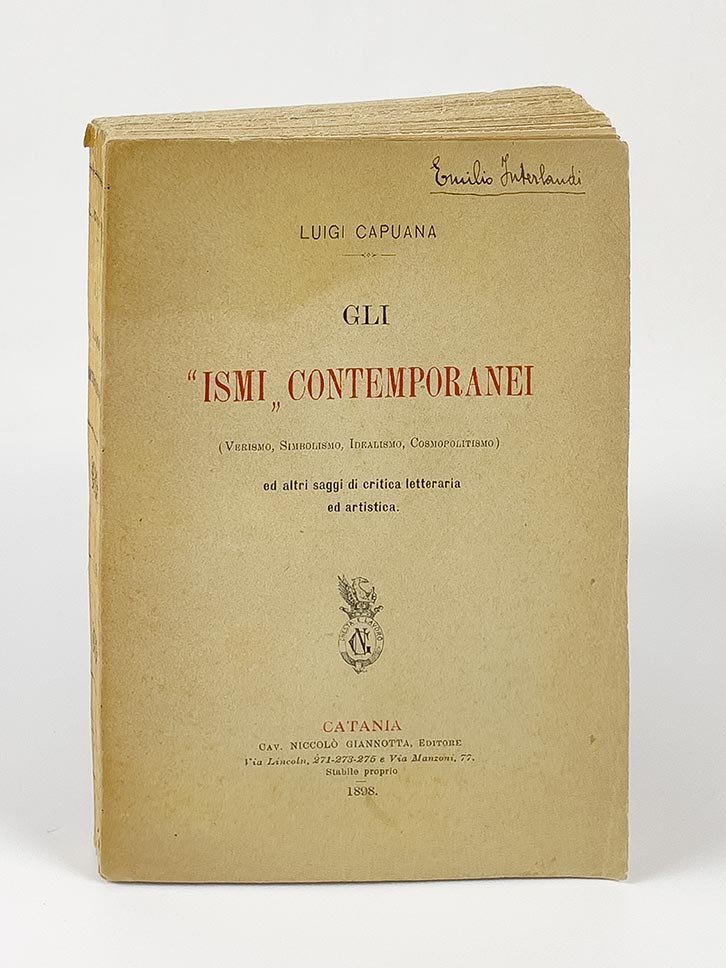 Emilio Interlandi
LUIGI CAPUANA
GLI
“ISMI„ CONTEMPORANEI
(Verismo, Simbolismo, Idealismo, Cosmopolitismo)
ed altri saggi di critica letteraria
ed artistica.
CATANIA
Cav. NICCOLÒ GIANNOTTA, Editore
Via Lincoln, 271-273-275 e Via Manzoni, 77.
Stabile proprio
1898.